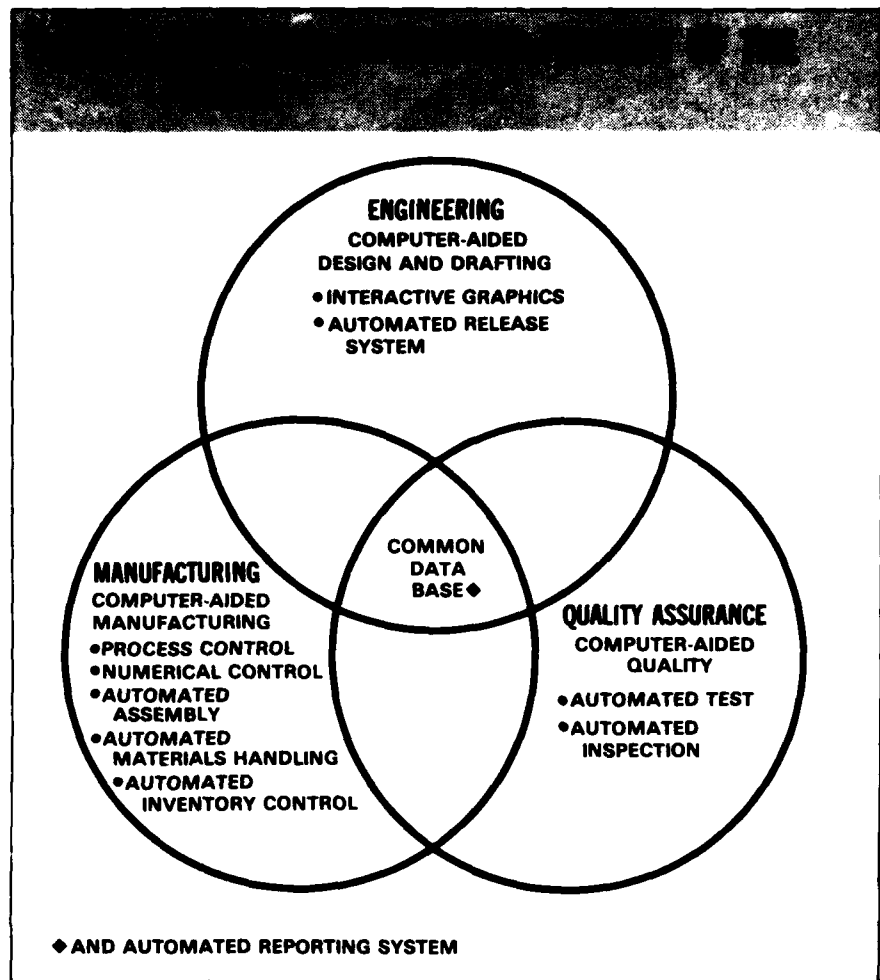 ENGINEERING
COMPUTER-AIDED
DESIGN AND DRAFTING
•INTERACTIVE GRAPHICS
•AUTOMATED RELEASE
SYSTEM
COMMON
DATA
BASE◆
MANUFACTURING
COMPUTER-AIDED
MANUFACTURING
•PROCESS CONTROL
•NUMERICAL CONTROL
•AUTOMATED
ASSEMBLY
•AUTOMATED
MATERIALS HANDLING
•AUTOMATED
INVENTORY CONTROL
QUALITY ASSURANCE
COMPUTER-AIDED
QUALITY
•AUTOMATED TEST
•AUTOMATED
INSPECTION
◆AND AUTOMATED REPORTING SYSTEM